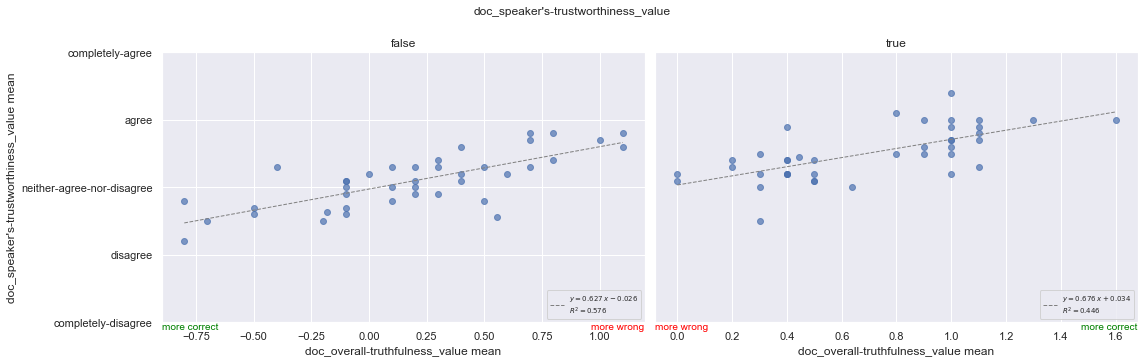 doc_speaker's-trustworthiness_value
false
true
doc_speaker's-trustworthiness_value mean
completely-agree
agree
neither-agree-nor-disagree
disagree
completely-disagree
y = 0.627 x − 0.026
R² = 0.576
more correct
more wrong
−0.75 −0.50 −0.25 0.00 0.25 0.50 0.75 1.00
doc_overall-truthfulness_value mean
y = 0.676 x + 0.034
R² = 0.446
more wrong
more correct
0.0 0.2 0.4 0.6 0.8 1.0 1.2 1.4 1.6
doc_overall-truthfulness_value mean